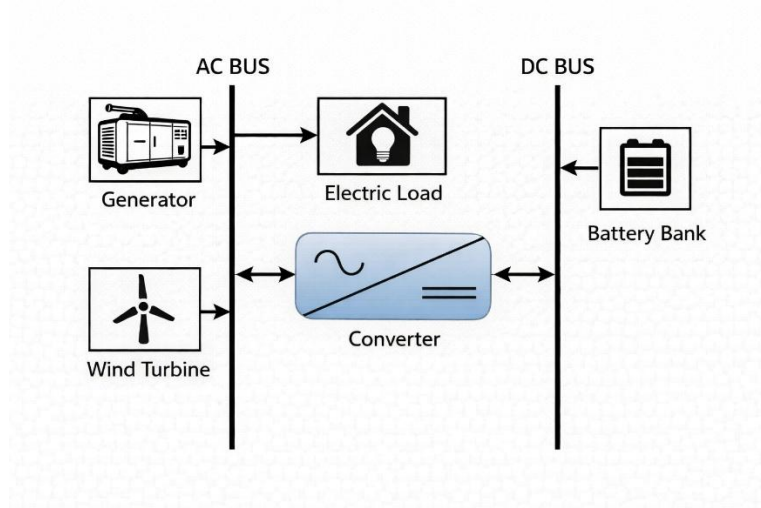 AC BUS
DC BUS
Generator
Electric Load
Battery Bank
Wind Turbine
Converter